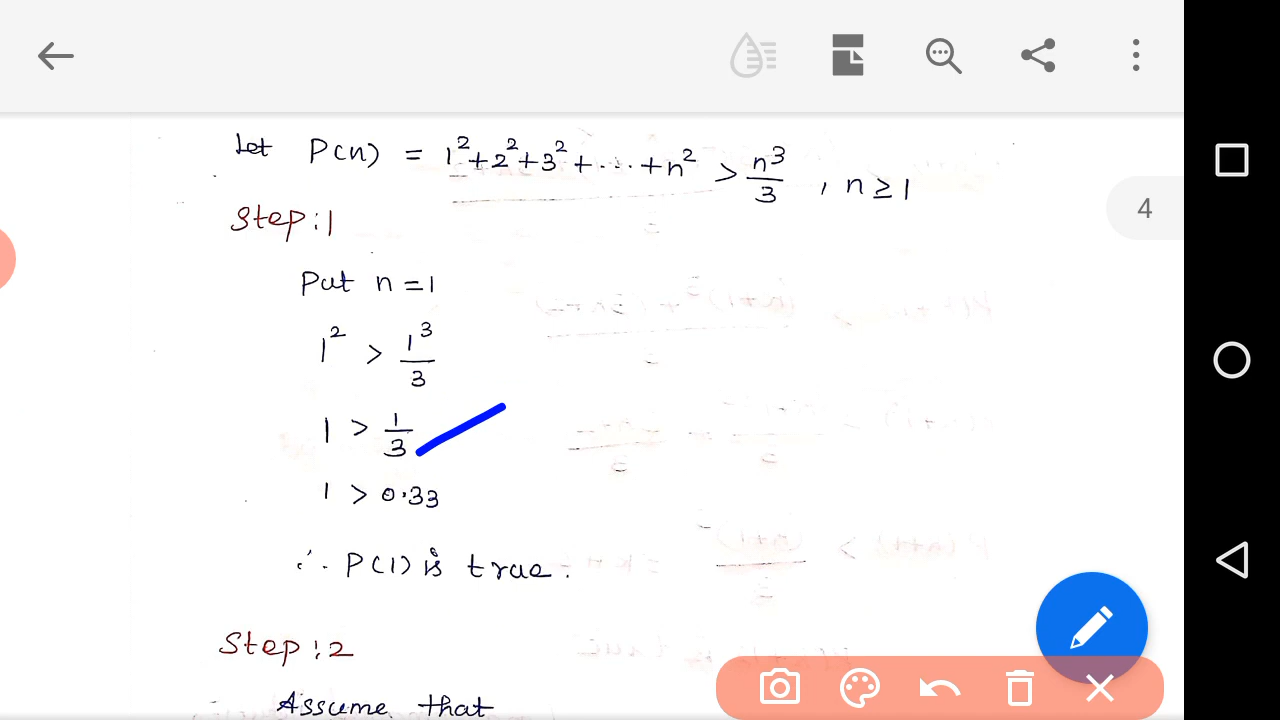 Let P(n) = 1²+2²+3²+...+n² > n³/3 , n ≥ 1
4
Step:1
Put n=1
1² > 1³/3
1 > 1/3
1 > 0.33
∴ P(1) is true.
Step:2
Assume that